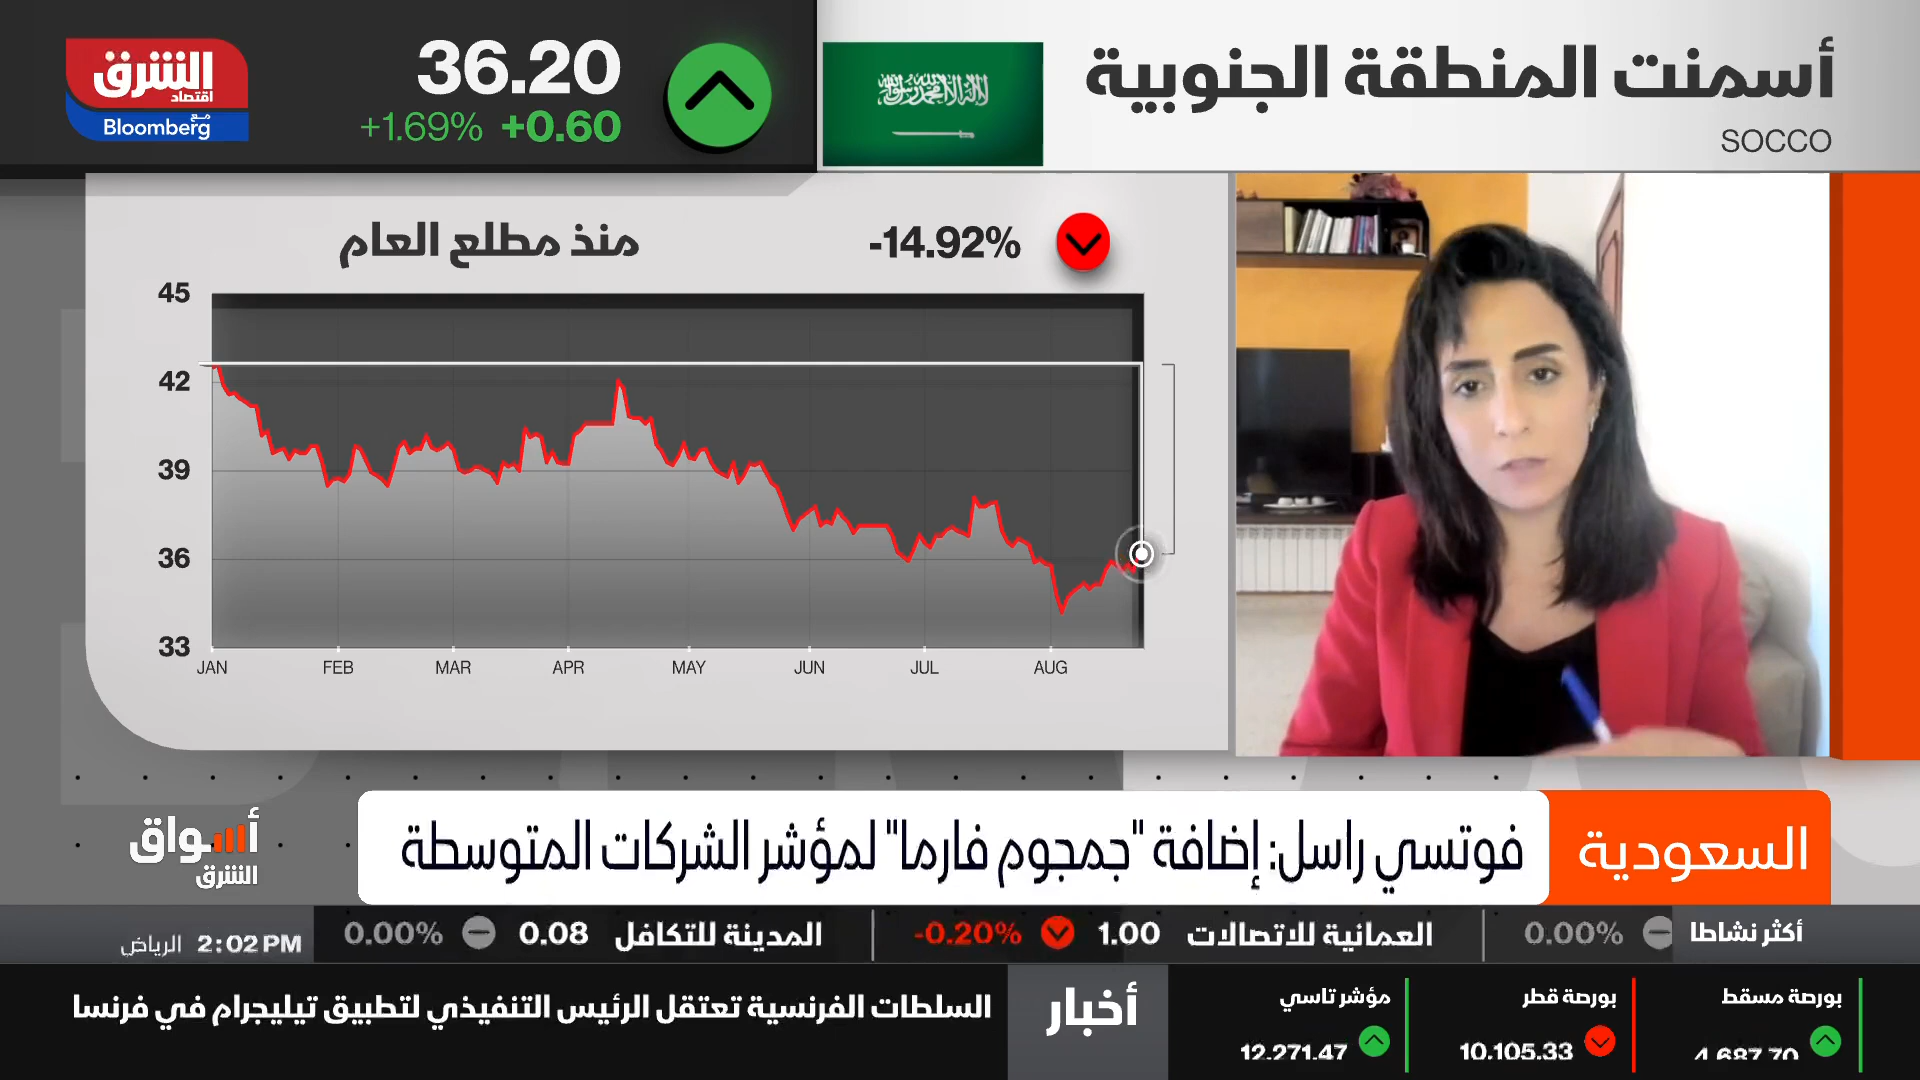 الشرق
اقتصاد
مع
Bloomberg
36.20
+1.69% +0.60
أسمنت المنطقة الجنوبية
SOCCO
منذ مطلع العام
-14.92%
45
42
39
36
33
JAN FEB MAR APR MAY JUN JUL AUG
السعودية
فوتسي راسل: إضافة "جمجوم فارما" لمؤشر الشركات المتوسطة
أسواق
الشرق
أكثر نشاطا
0.00%
العمانية للاتصالات 1.00 -0.20%
المدينة للتكافل 0.08 0.00%
2:02 PM الرياض
بورصة مسقط
4,687.70
بورصة قطر
10,105.33
مؤشر تاسي
12,271.47
أخبار
السلطات الفرنسية تعتقل الرئيس التنفيذي لتطبيق تيليجرام في فرنسا